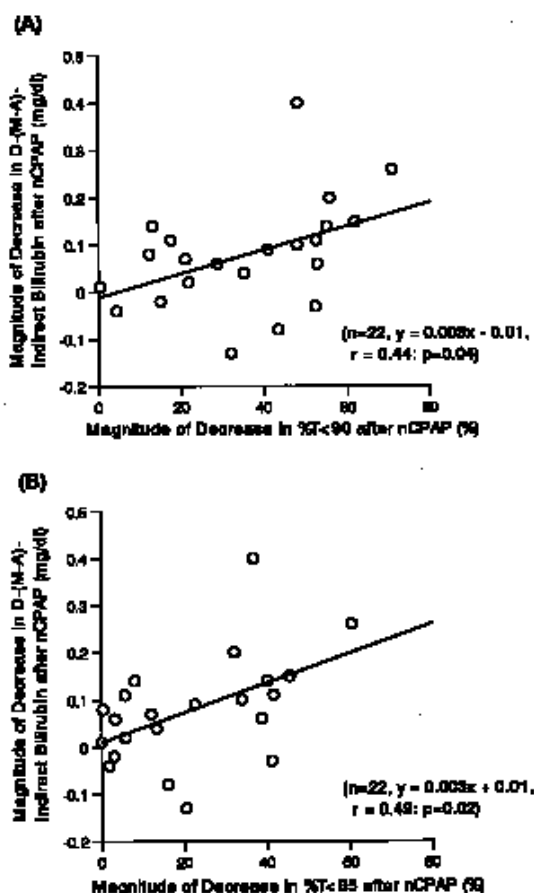 (A)
Magnitude of Decrease in D-(M-A)-
Indirect Bilirubin after nCPAP (mg/dl)
0.5
0.4
0.3
0.2
0.1
0
-0.1
-0.2
(n=22, y = 0.003x - 0.01,
r = 0.44: p=0.04)
0 20 40 60 80
Magnitude of Decrease in %T<90 after nCPAP (%)
(B)
Magnitude of Decrease in D-(M-A)-
Indirect Bilirubin after nCPAP (mg/dl)
0.5
0.4
0.3
0.2
0.1
0
-0.1
-0.2
(n=22, y = 0.003x + 0.01,
r = 0.49: p=0.02)
0 20 40 60 80
Magnitude of Decrease in %T<85 after nCPAP (%)